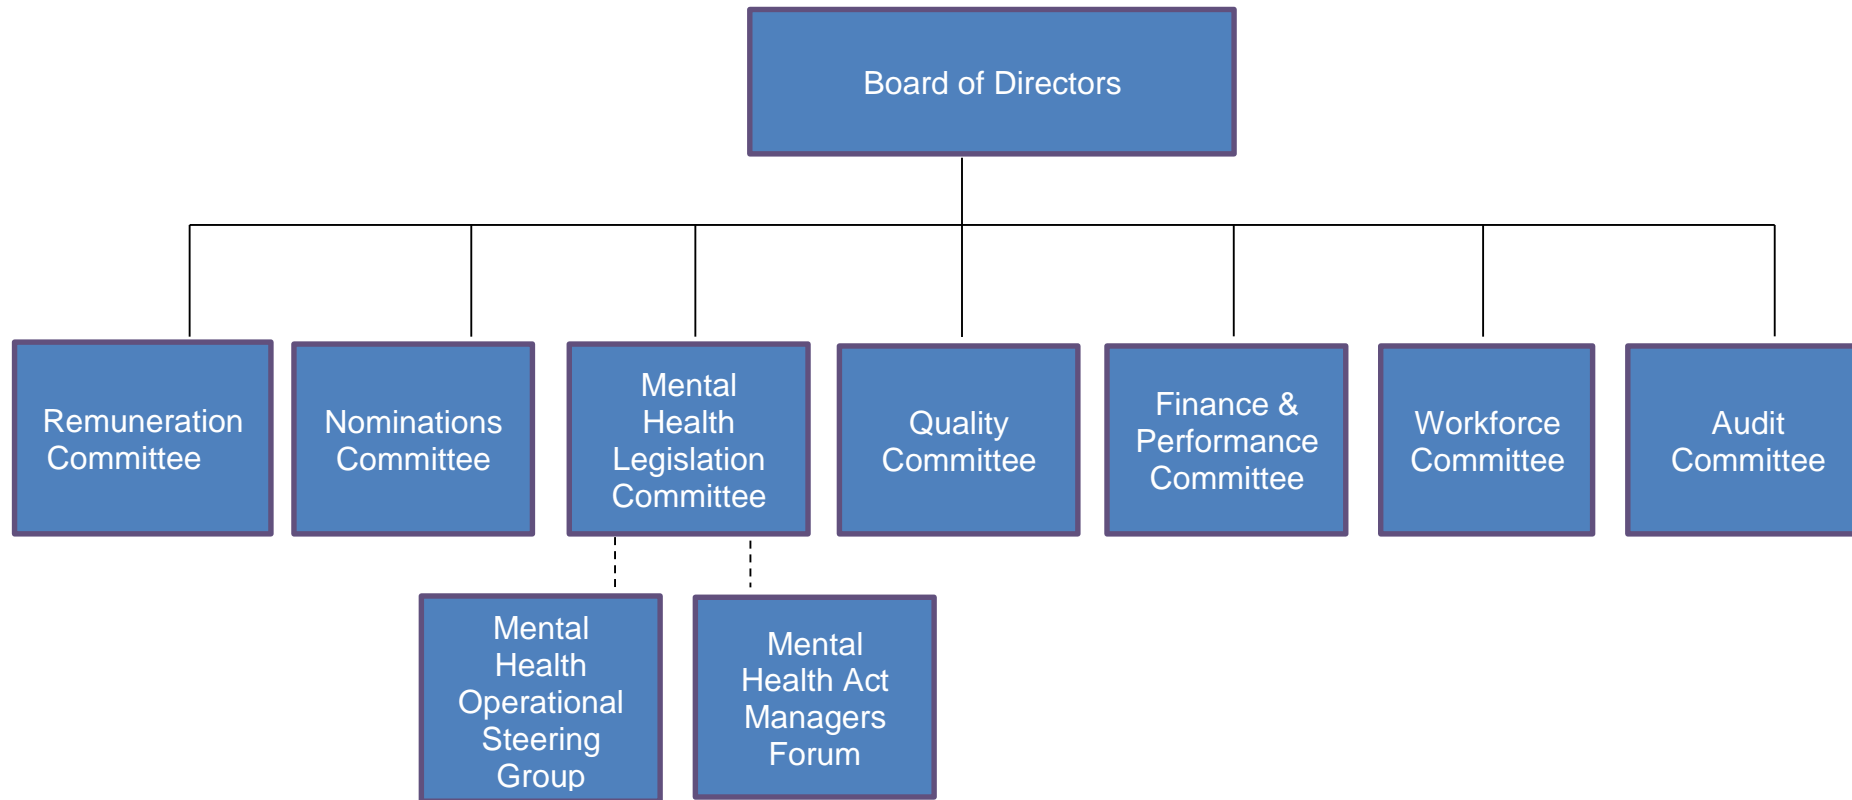 Board of Directors
Remuneration
Committee
Nominations
Committee
Mental
Health
Legislation
Committee
Quality
Committee
Finance &
Performance
Committee
Workforce
Committee
Audit
Committee
Mental
Health
Operational
Steering
Group
Mental
Health Act
Managers
Forum